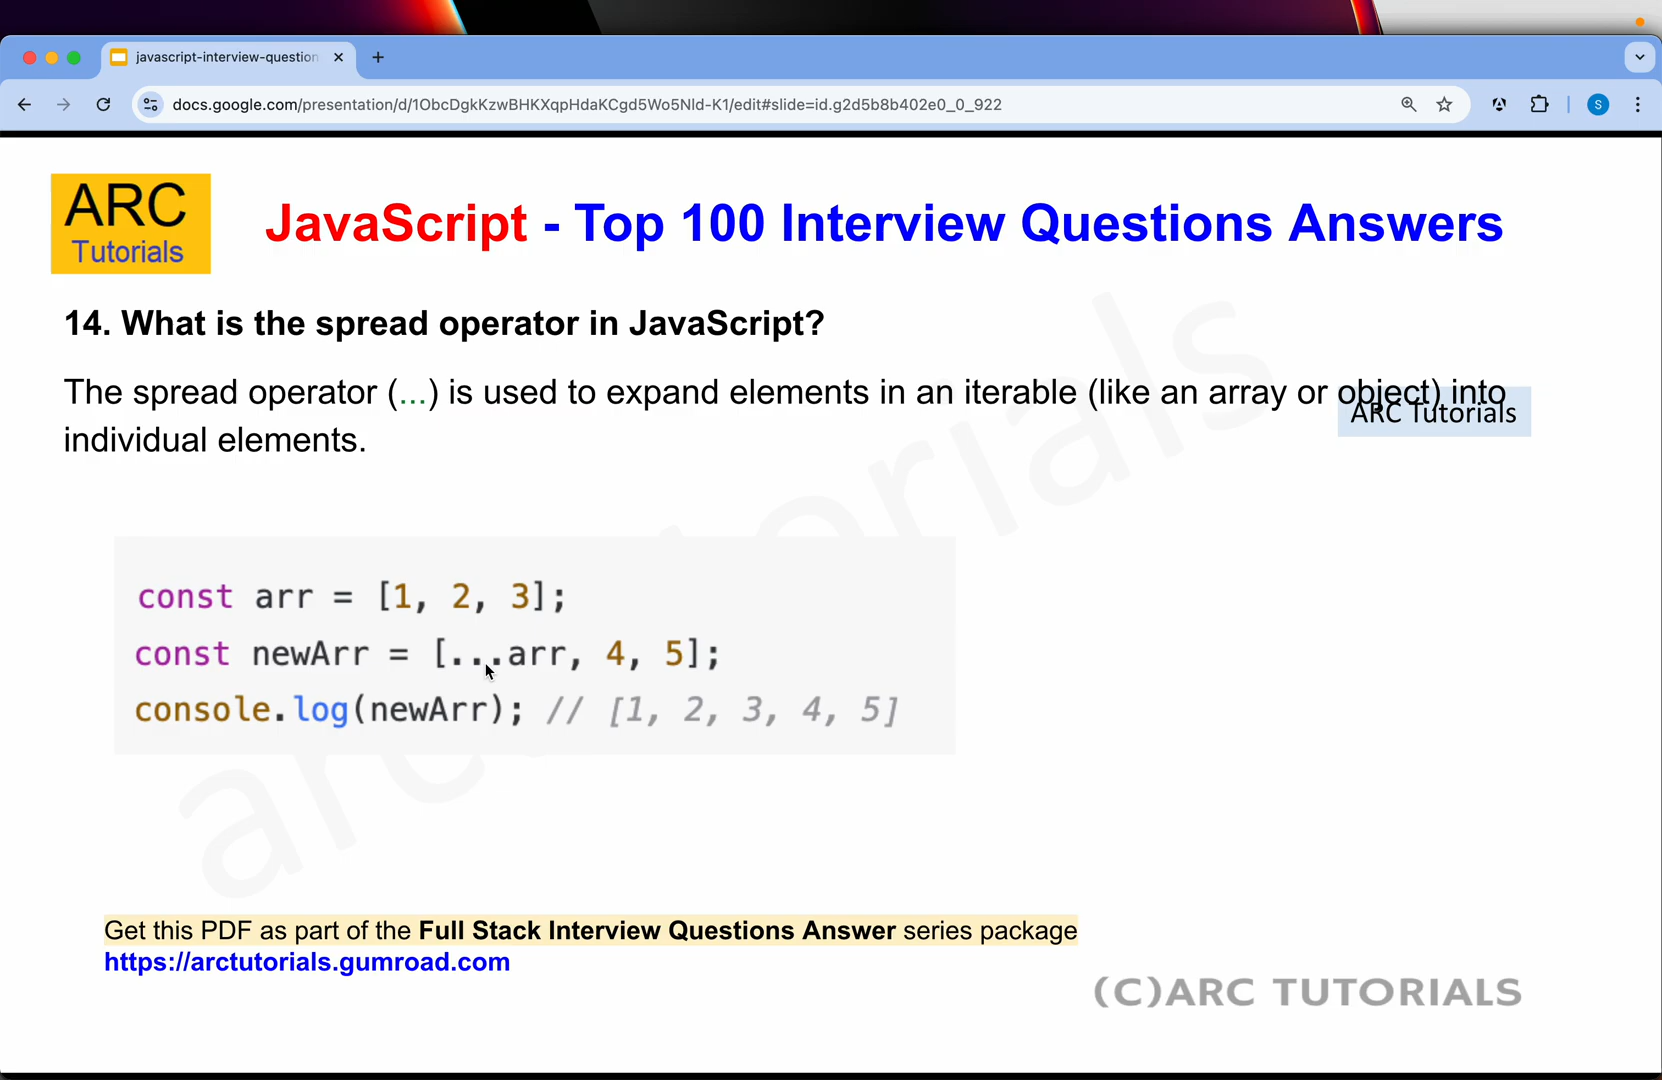 javascript-interview-question
docs.google.com/presentation/d/1ObcDgkKzwBHKXqpHdaKCgd5Wo5Nld-K1/edit#slide=id.g2d5b8b402e0_0_922
S
ARC
Tutorials
JavaScript - Top 100 Interview Questions Answers
14. What is the spread operator in JavaScript?
The spread operator (...) is used to expand elements in an iterable (like an array or object) into
ARC Tutorials
individual elements.
const arr = [1, 2, 3];
const newArr = [...arr, 4, 5];
console.log(newArr); // [1, 2, 3, 4, 5]
arc tutorials
Get this PDF as part of the Full Stack Interview Questions Answer series package
https://arctutorials.gumroad.com
(C)ARC TUTORIALS